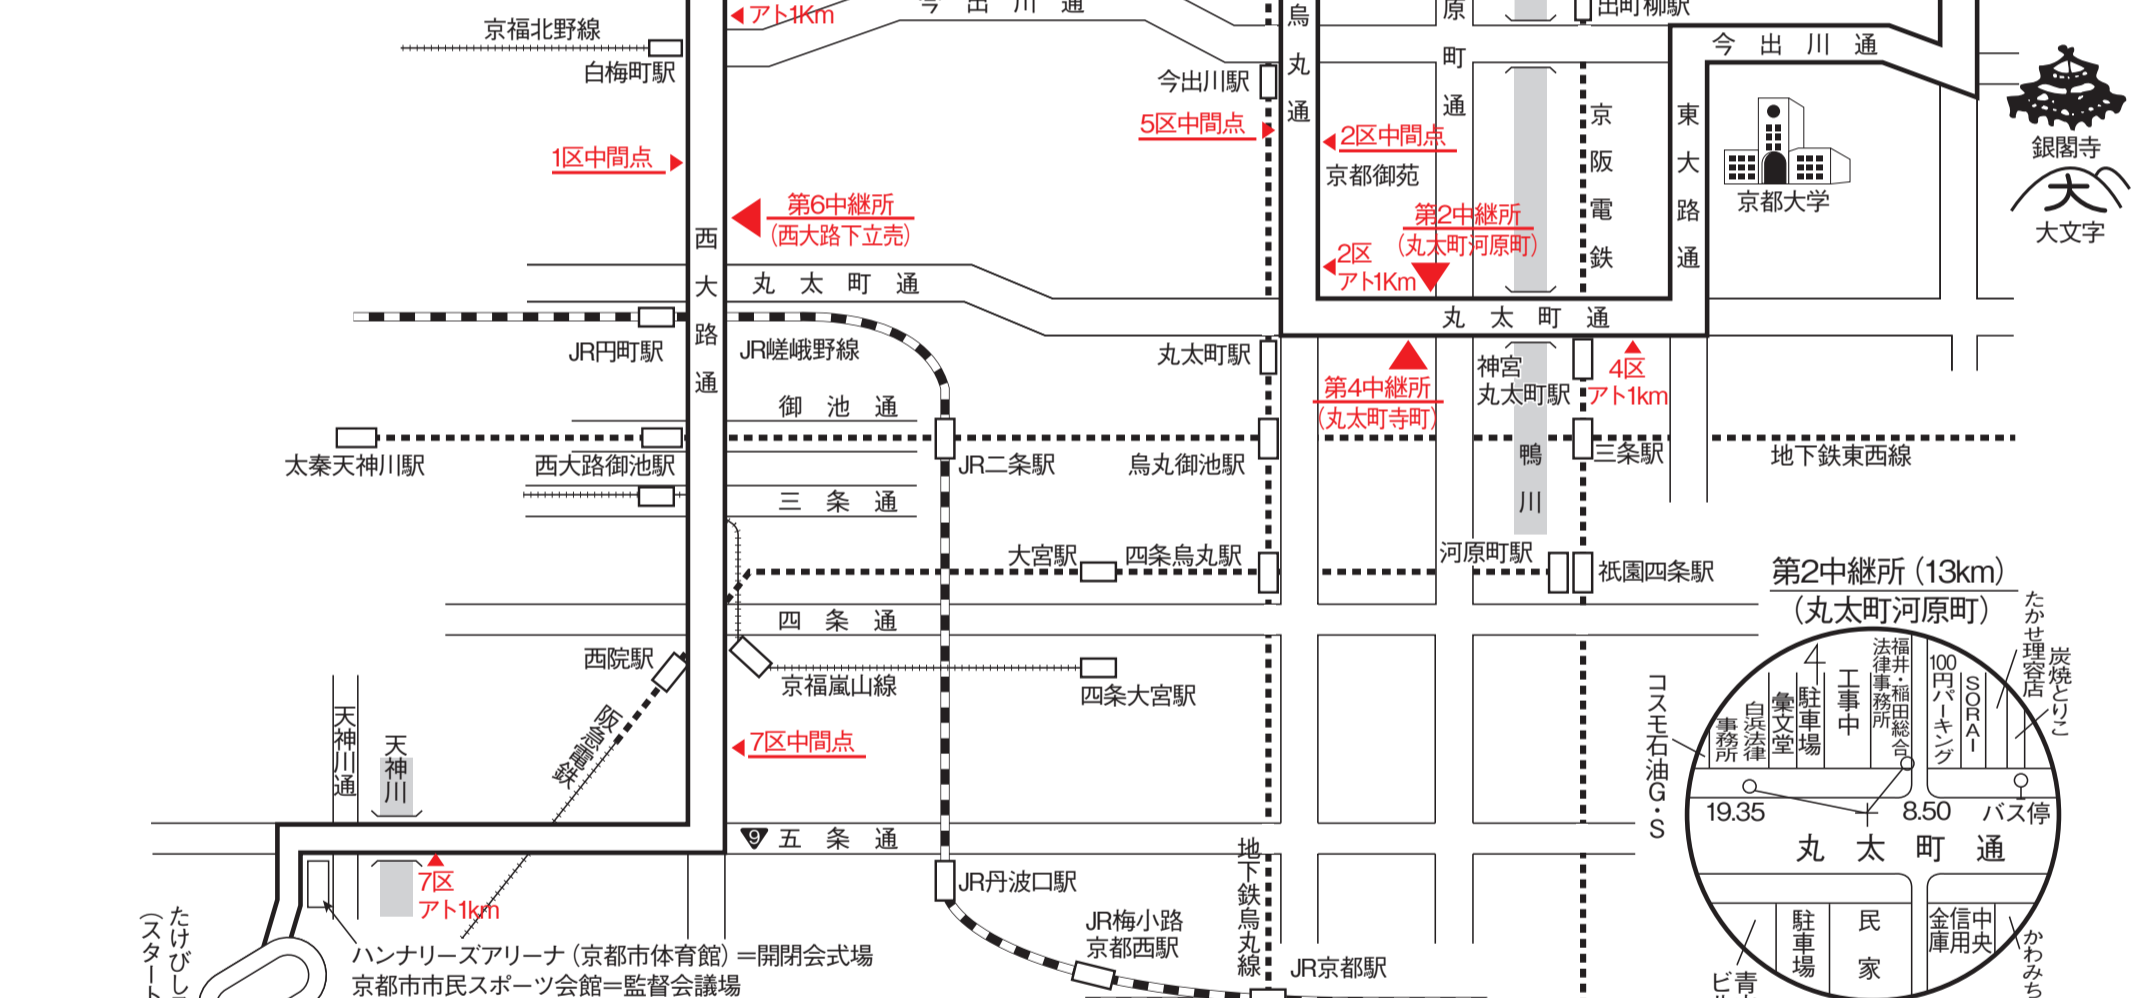 アト1Km
今出川通
烏丸通
原町通
出町柳駅
今出川通
京福北野線
白梅町駅
今出川駅
5区中間点
2区中間点
京都御苑
京阪電鉄
東大路通
京都大学
銀閣寺
大
大文字
1区中間点
第6中継所
(西大路下立売)
西大路通
第2中継所
(丸太町河原町)
2区
アト1Km
丸太町通
丸太町通
JR円町駅
JR嵯峨野線
丸太町駅
第4中継所
(丸太町寺町)
神宮
丸太町駅
4区
アト1km
御池通
太秦天神川駅
西大路御池駅
JR二条駅
烏丸御池駅
鴨川
三条駅
地下鉄東西線
三条通
大宮駅
四条烏丸駅
河原町駅
祇園四条駅
四条通
西院駅
京福嵐山線
四条大宮駅
阪急電鉄
7区中間点
天神川通
天神川
9
五条通
7区
アト1km
JR丹波口駅
JR梅小路
京都西駅
地下鉄烏丸線
JR京都駅
ハンナリーズアリーナ(京都市体育館)=開閉会式場
京都市市民スポーツ会館=監督会議場
たけびし
(スタート
第2中継所(13km)
(丸太町河原町)
たかせ理容店
炭焼とりこ
コスモ石油G・S
自浜法律
事務所
彙文堂
駐車場
工事中
福井・稲田総合
法律事務所
100
円パーキング
SORAI
19.35
8.50
バス停
丸太町通
駐車場
民家
中央
信用
金庫
かわみち
青
ビ